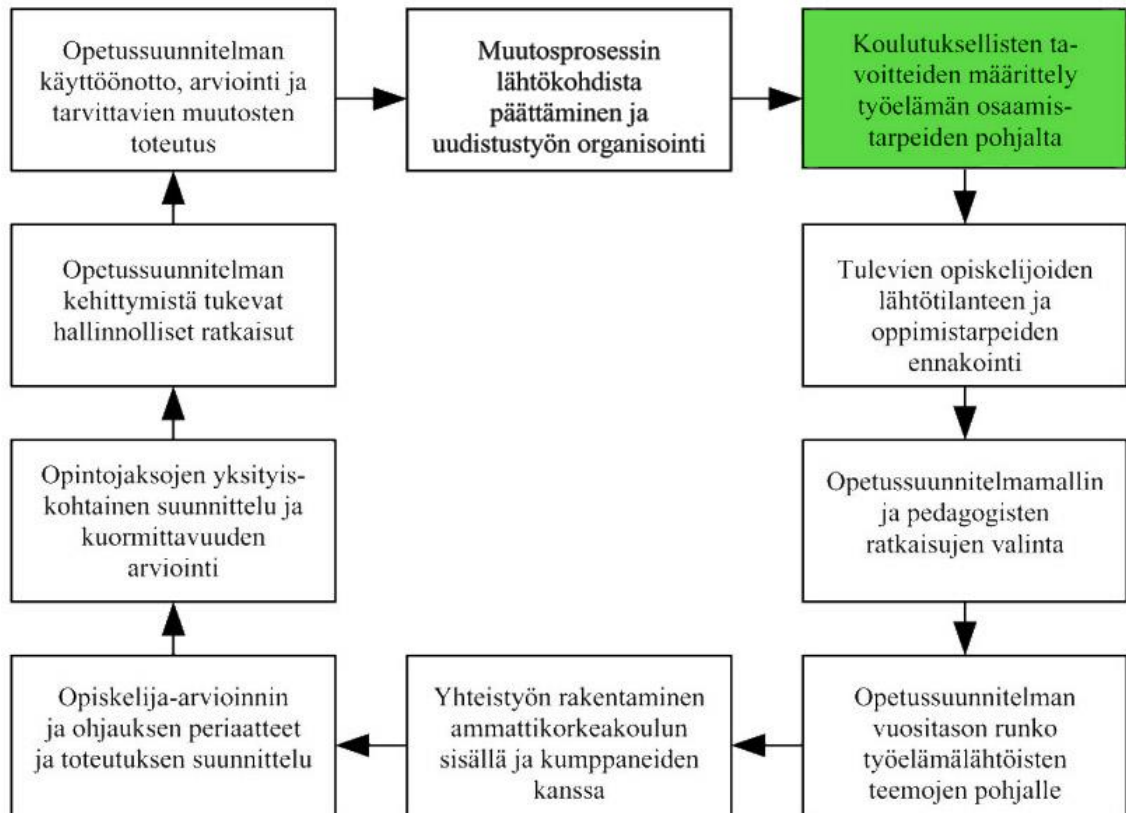 Opetussuunnitelman
käyttöönotto, arviointi ja
tarvittavien muutosten
toteutus
Muutosprosessin
lähtökohdista
päättäminen ja
uudistustyön organisointi
Koulutuksellisten ta-
voitteiden määrittely
työelämän osaamis-
tarpeiden pohjalta
Tulevien opiskelijoiden
lähtötilanteen ja
oppimistarpeiden
ennakointi
Opetussuunnitelmamallin
ja pedagogisten
ratkaisujen valinta
Opetussuunnitelman
vuositason runko
työelämälähtöisten
teemojen pohjalle
Yhteistyön rakentaminen
ammattikorkeakoulun
sisällä ja kumppaneiden
kanssa
Opiskelija-arvioinnin
ja ohjauksen periaatteet
ja toteutuksen suunnittelu
Opintojaksojen yksityis-
kohtainen suunnittelu ja
kuormittavuuden
arviointi
Opetussuunnitelman
kehittymistä tukevat
hallinnolliset ratkaisut